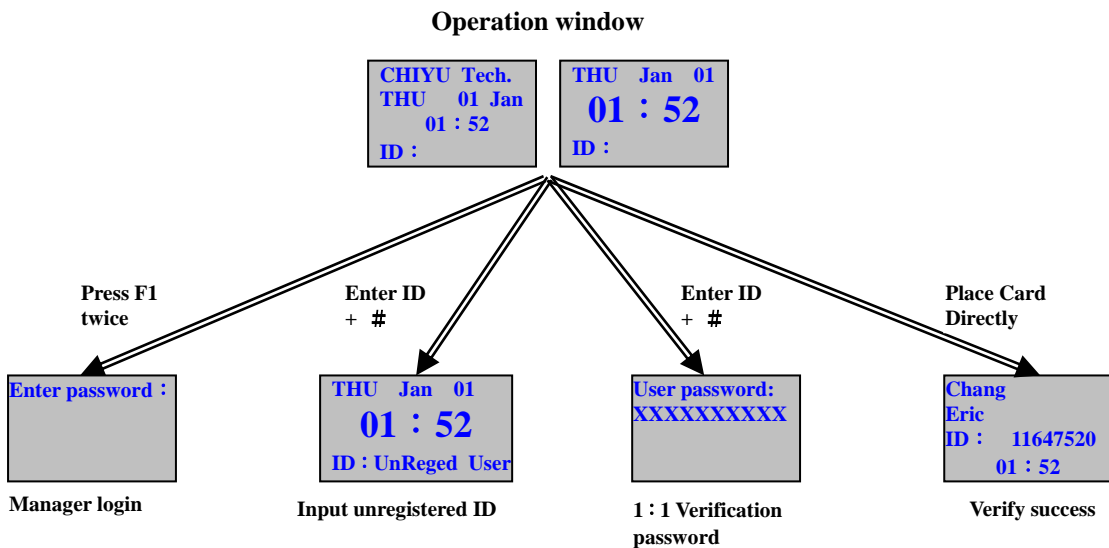 Operation window
CHIYU Tech.
THU 01 Jan
01：52
ID：
THU Jan 01
01：52
ID：
Press F1
twice
Enter ID
+ #
Enter ID
+ #
Place Card
Directly
Enter password：
THU Jan 01
01：52
ID：UnReged User
User password:
XXXXXXXXXX
Chang
Eric
ID： 11647520
01：52
Manager login
Input unregistered ID
1：1 Verification
password
Verify success